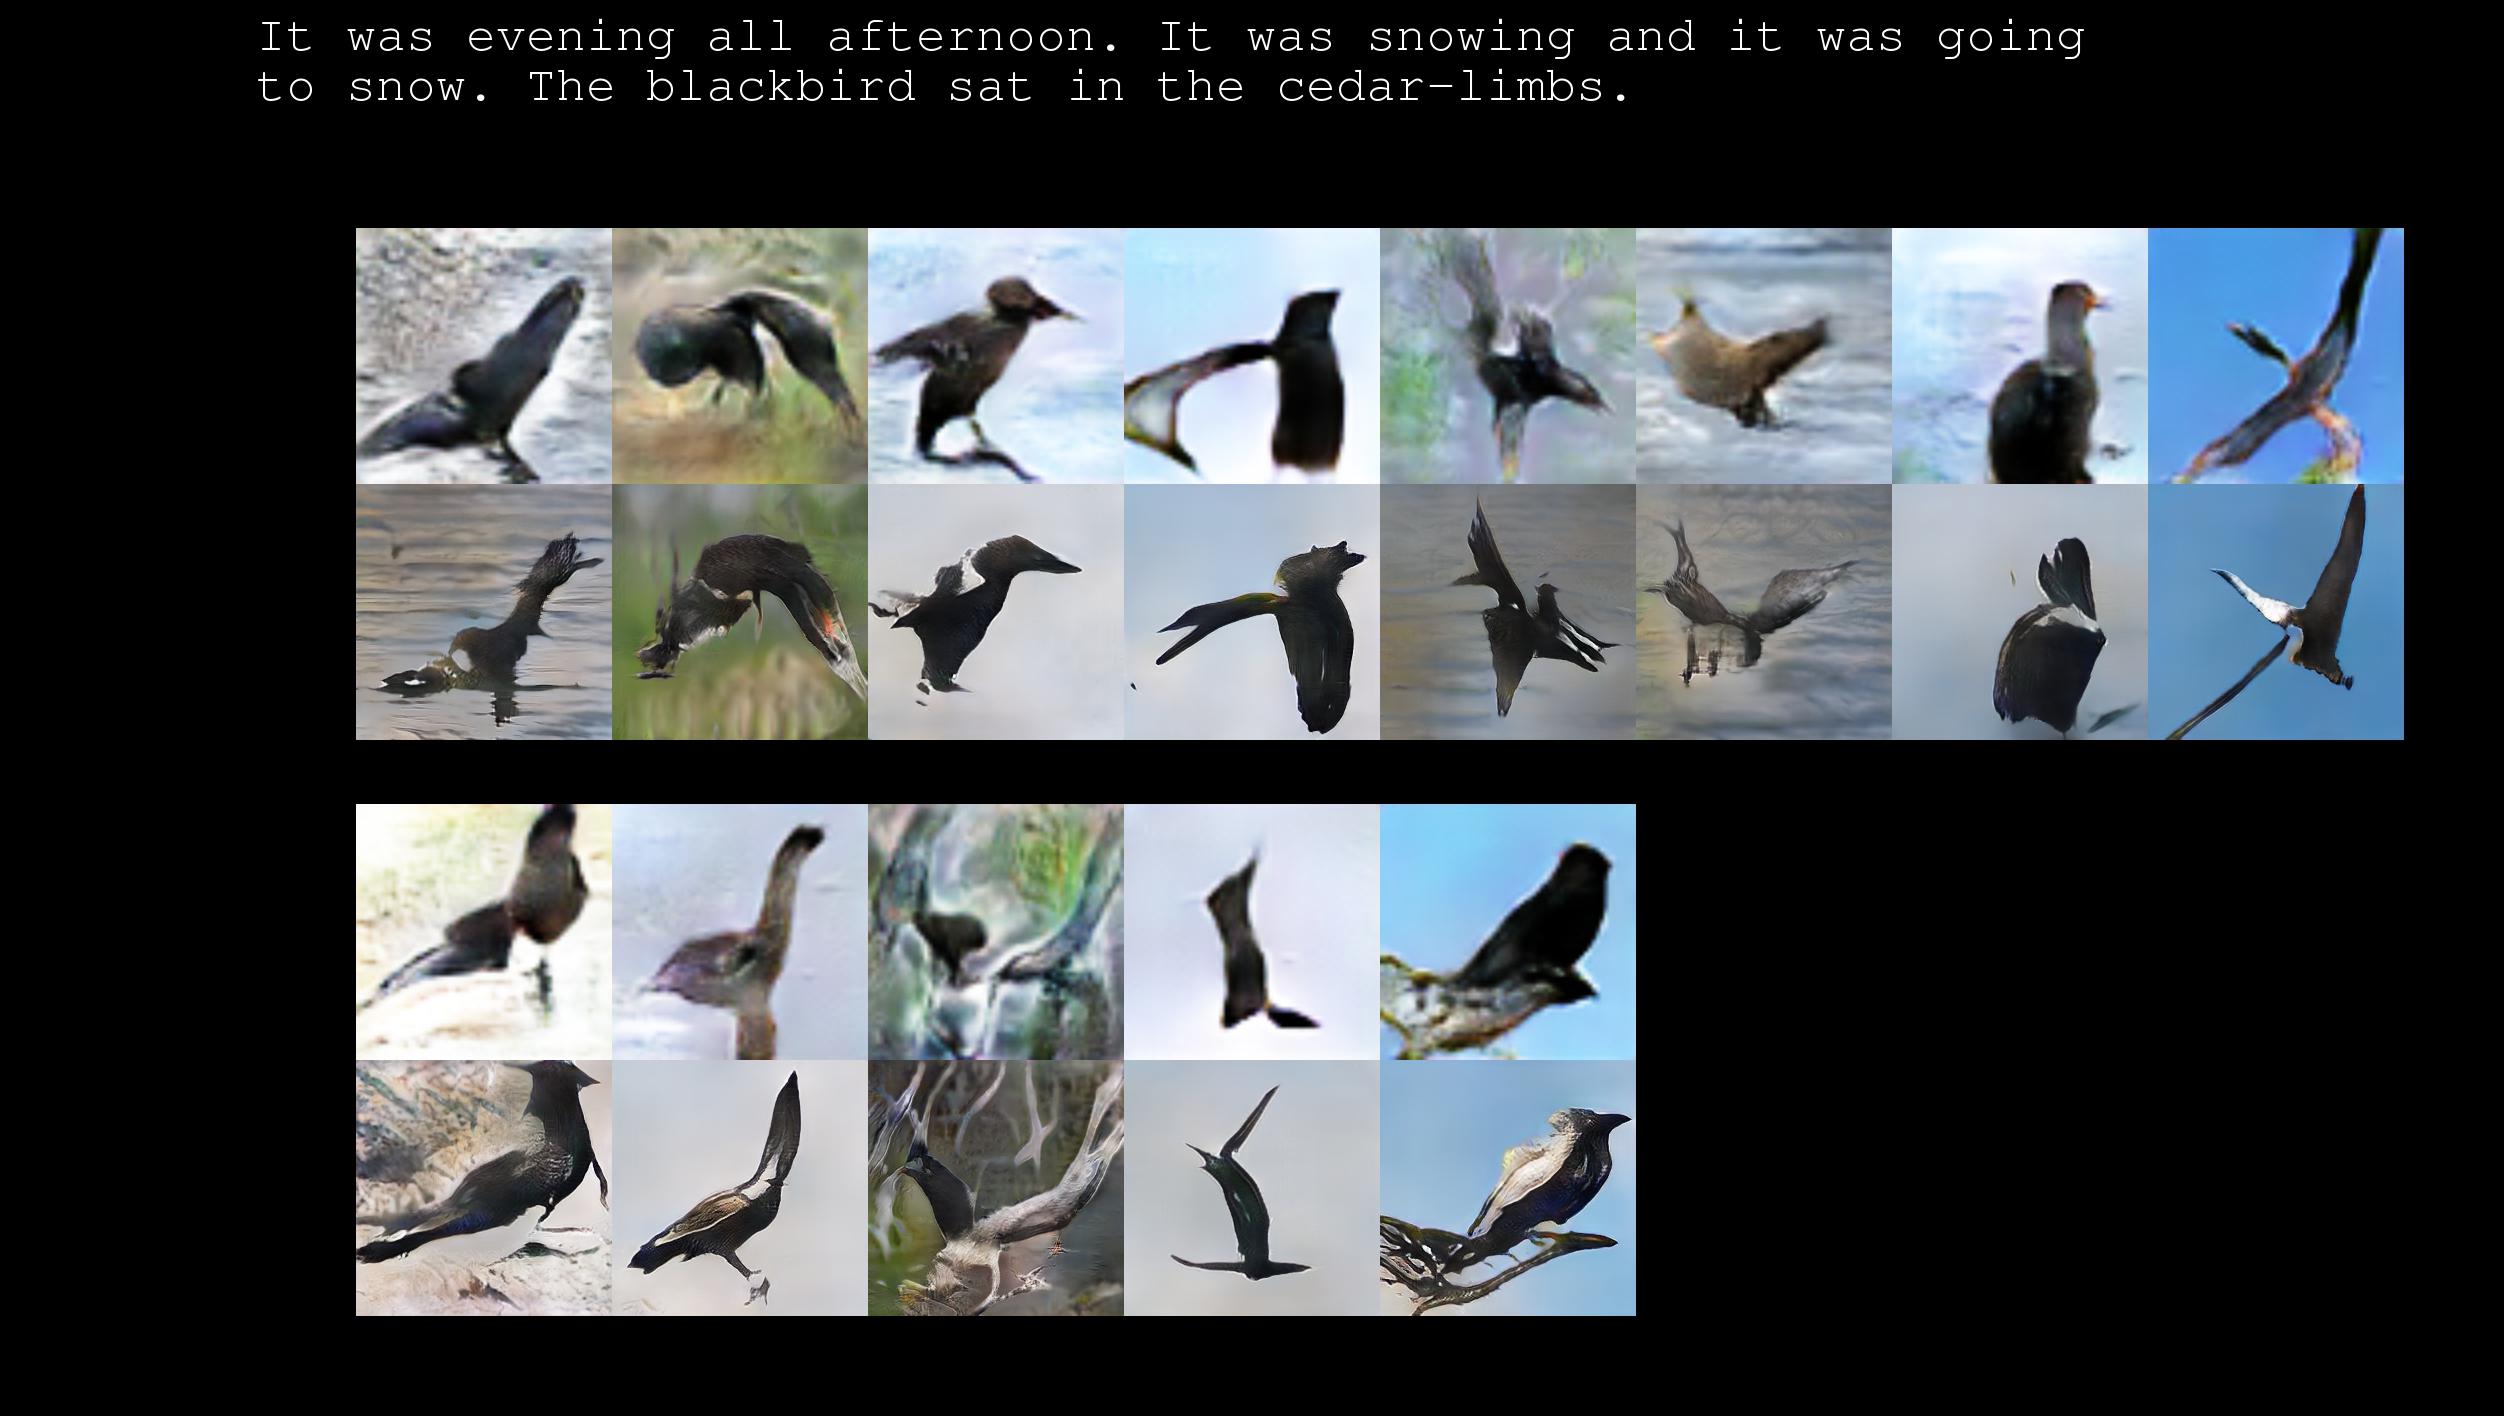 It was evening all afternoon. It was snowing and it was going
to snow. The blackbird sat in the cedar-limbs.